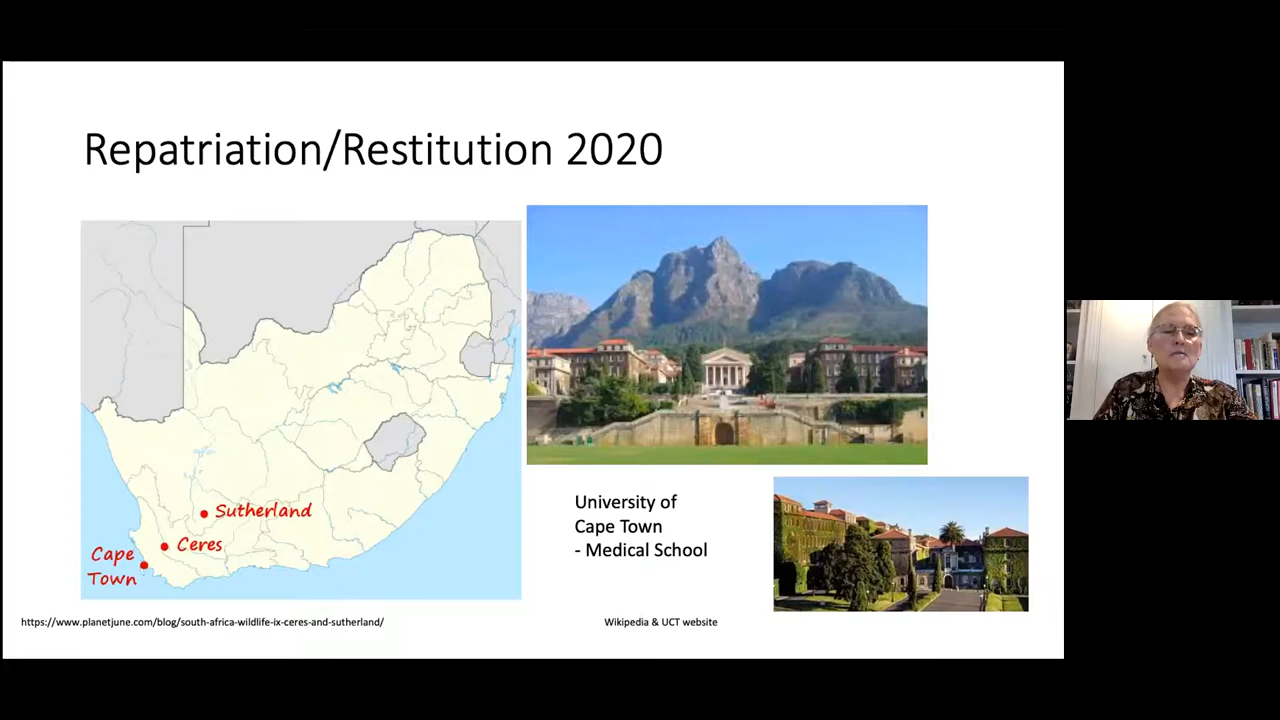 Repatriation/Restitution 2020
Sutherland
Ceres
Cape
Town
University of
Cape Town
- Medical School
https://www.planetjune.com/blog/south-africa-wildlife-ix-ceres-and-sutherland/
Wikipedia & UCT website